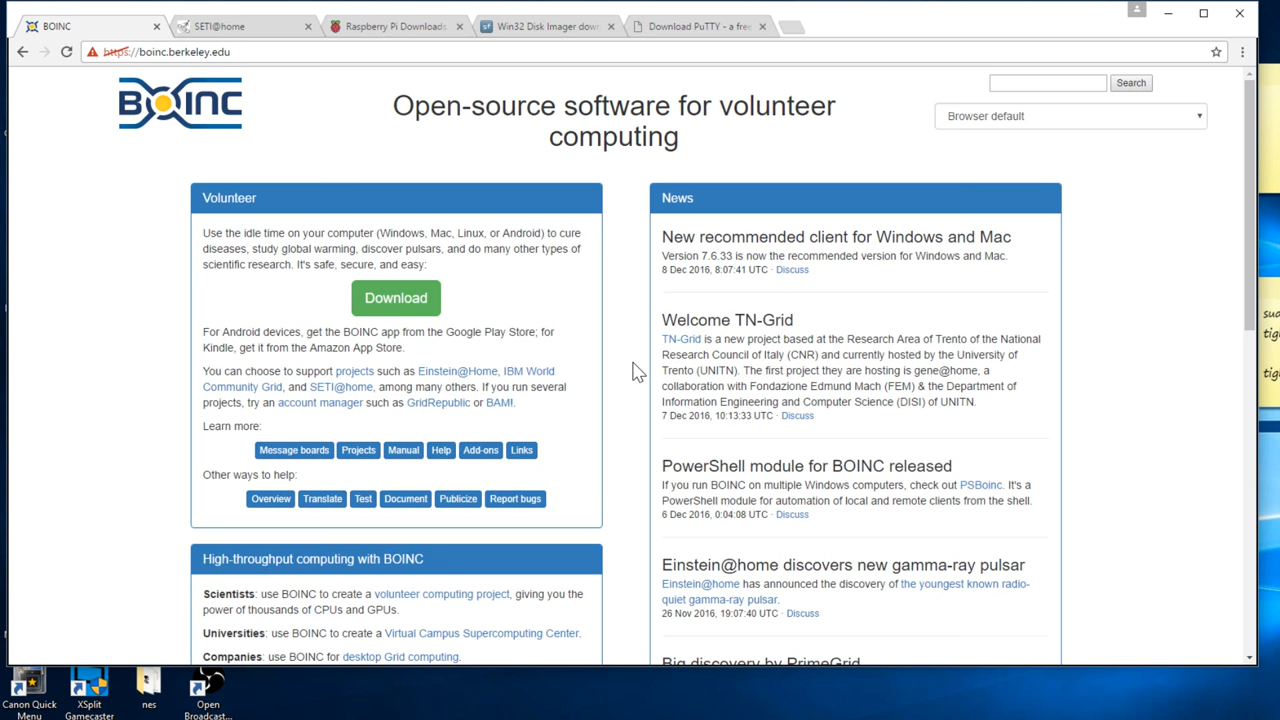 BOINC
SETI@home
Raspberry Pi Downloads
Win32 Disk Imager down
Download PuTTY - a free
https://boinc.berkeley.edu
BOINC
Open-source software for volunteer
computing
Search
Browser default
Volunteer
Use the idle time on your computer (Windows, Mac, Linux, or Android) to cure
diseases, study global warming, discover pulsars, and do many other types of
scientific research. It's safe, secure, and easy:
Download
For Android devices, get the BOINC app from the Google Play Store; for
Kindle, get it from the Amazon App Store.
You can choose to support projects such as Einstein@Home, IBM World
Community Grid, and SETI@home, among many others. If you run several
projects, try an account manager such as GridRepublic or BAM!.
Learn more:
Message boards Projects Manual Help Add-ons Links
Other ways to help:
Overview Translate Test Document Publicize Report bugs
High-throughput computing with BOINC
Scientists: use BOINC to create a volunteer computing project, giving you the
power of thousands of CPUs and GPUs.
Universities: use BOINC to create a Virtual Campus Supercomputing Center.
Companies: use BOINC for desktop Grid computing.
News
New recommended client for Windows and Mac
Version 7.6.33 is now the recommended version for Windows and Mac.
8 Dec 2016, 8:07:41 UTC · Discuss
Welcome TN-Grid
TN-Grid is a new project based at the Research Area of Trento of the National
Research Council of Italy (CNR) and currently hosted by the University of
Trento (UNITN). The first project they are hosting is gene@home, a
collaboration with Fondazione Edmund Mach (FEM) & the Department of
Information Engineering and Computer Science (DISI) of UNITN.
7 Dec 2016, 10:13:33 UTC · Discuss
PowerShell module for BOINC released
If you run BOINC on multiple Windows computers, check out PSBoinc. It's a
PowerShell module for automation of local and remote clients from the shell.
6 Dec 2016, 0:04:08 UTC · Discuss
Einstein@home discovers new gamma-ray pulsar
Einstein@home has announced the discovery of the youngest known radio-
quiet gamma-ray pulsar.
26 Nov 2016, 19:07:40 UTC · Discuss
Big discovery by PrimeGrid
Canon Quick
Menu
XSplit
Gamecaster
nes
Open
Broadcast...